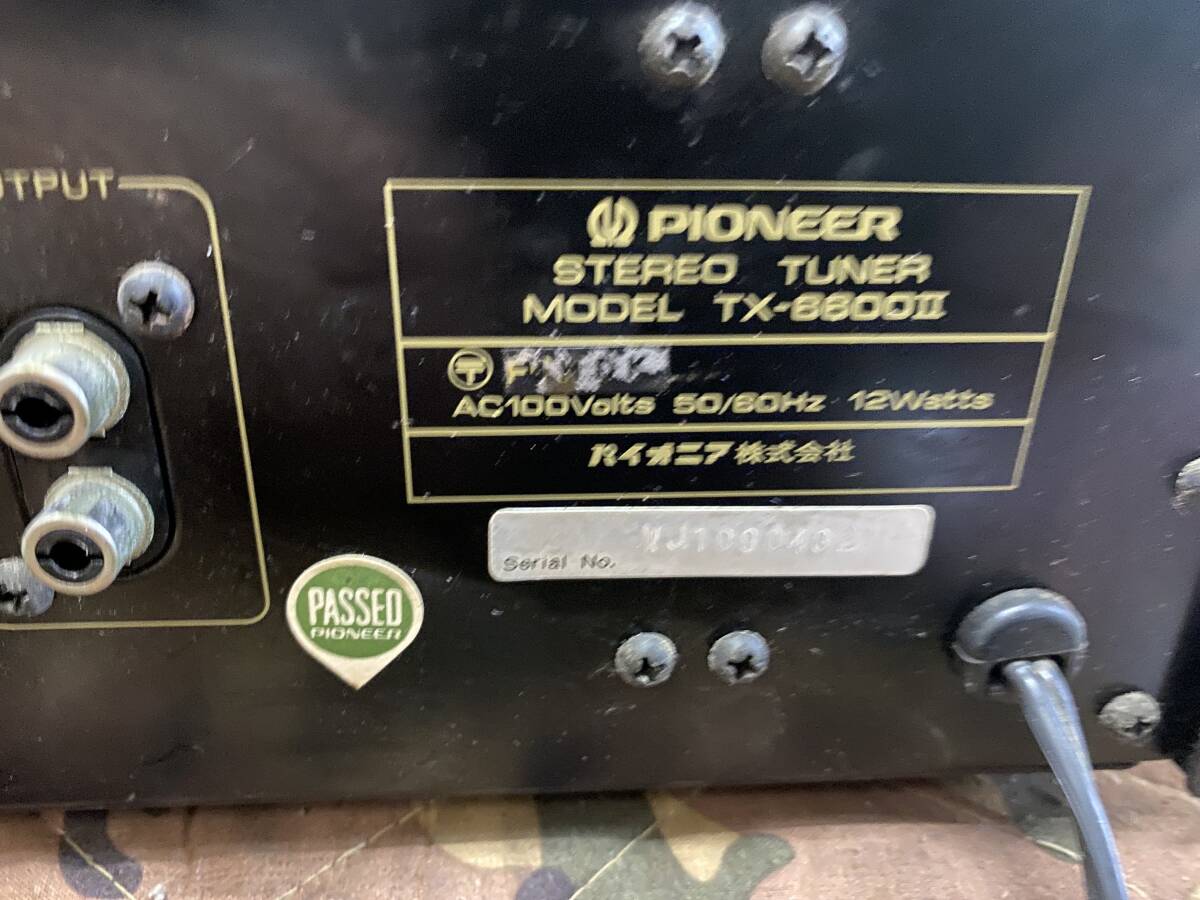 UTPUT
PIONEER
STEREO TUNER
MODEL TX-8800II
〒
AC100Volts 50/60Hz 12Watts
パイオニア株式会社
Serial No.
PASSED
PIONEER